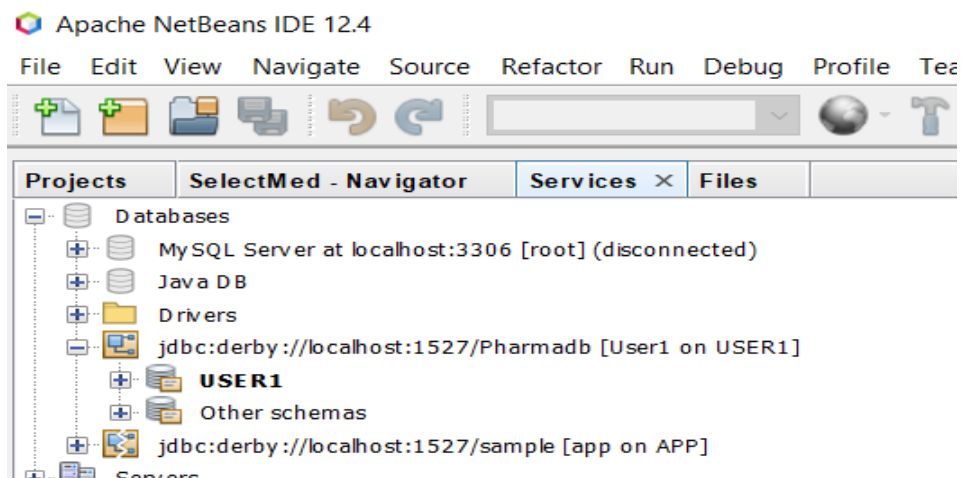 Apache NetBeans IDE 12.4
File Edit View Navigate Source Refactor Run Debug Profile Tea
Projects SelectMed - Navigator Services × Files
Databases
MySQL Server at localhost:3306 [root] (disconnected)
Java DB
Drivers
jdbc:derby://localhost:1527/Pharmadb [User1 on USER1]
USER1
Other schemas
jdbc:derby://localhost:1527/sample [app on APP]
Servers